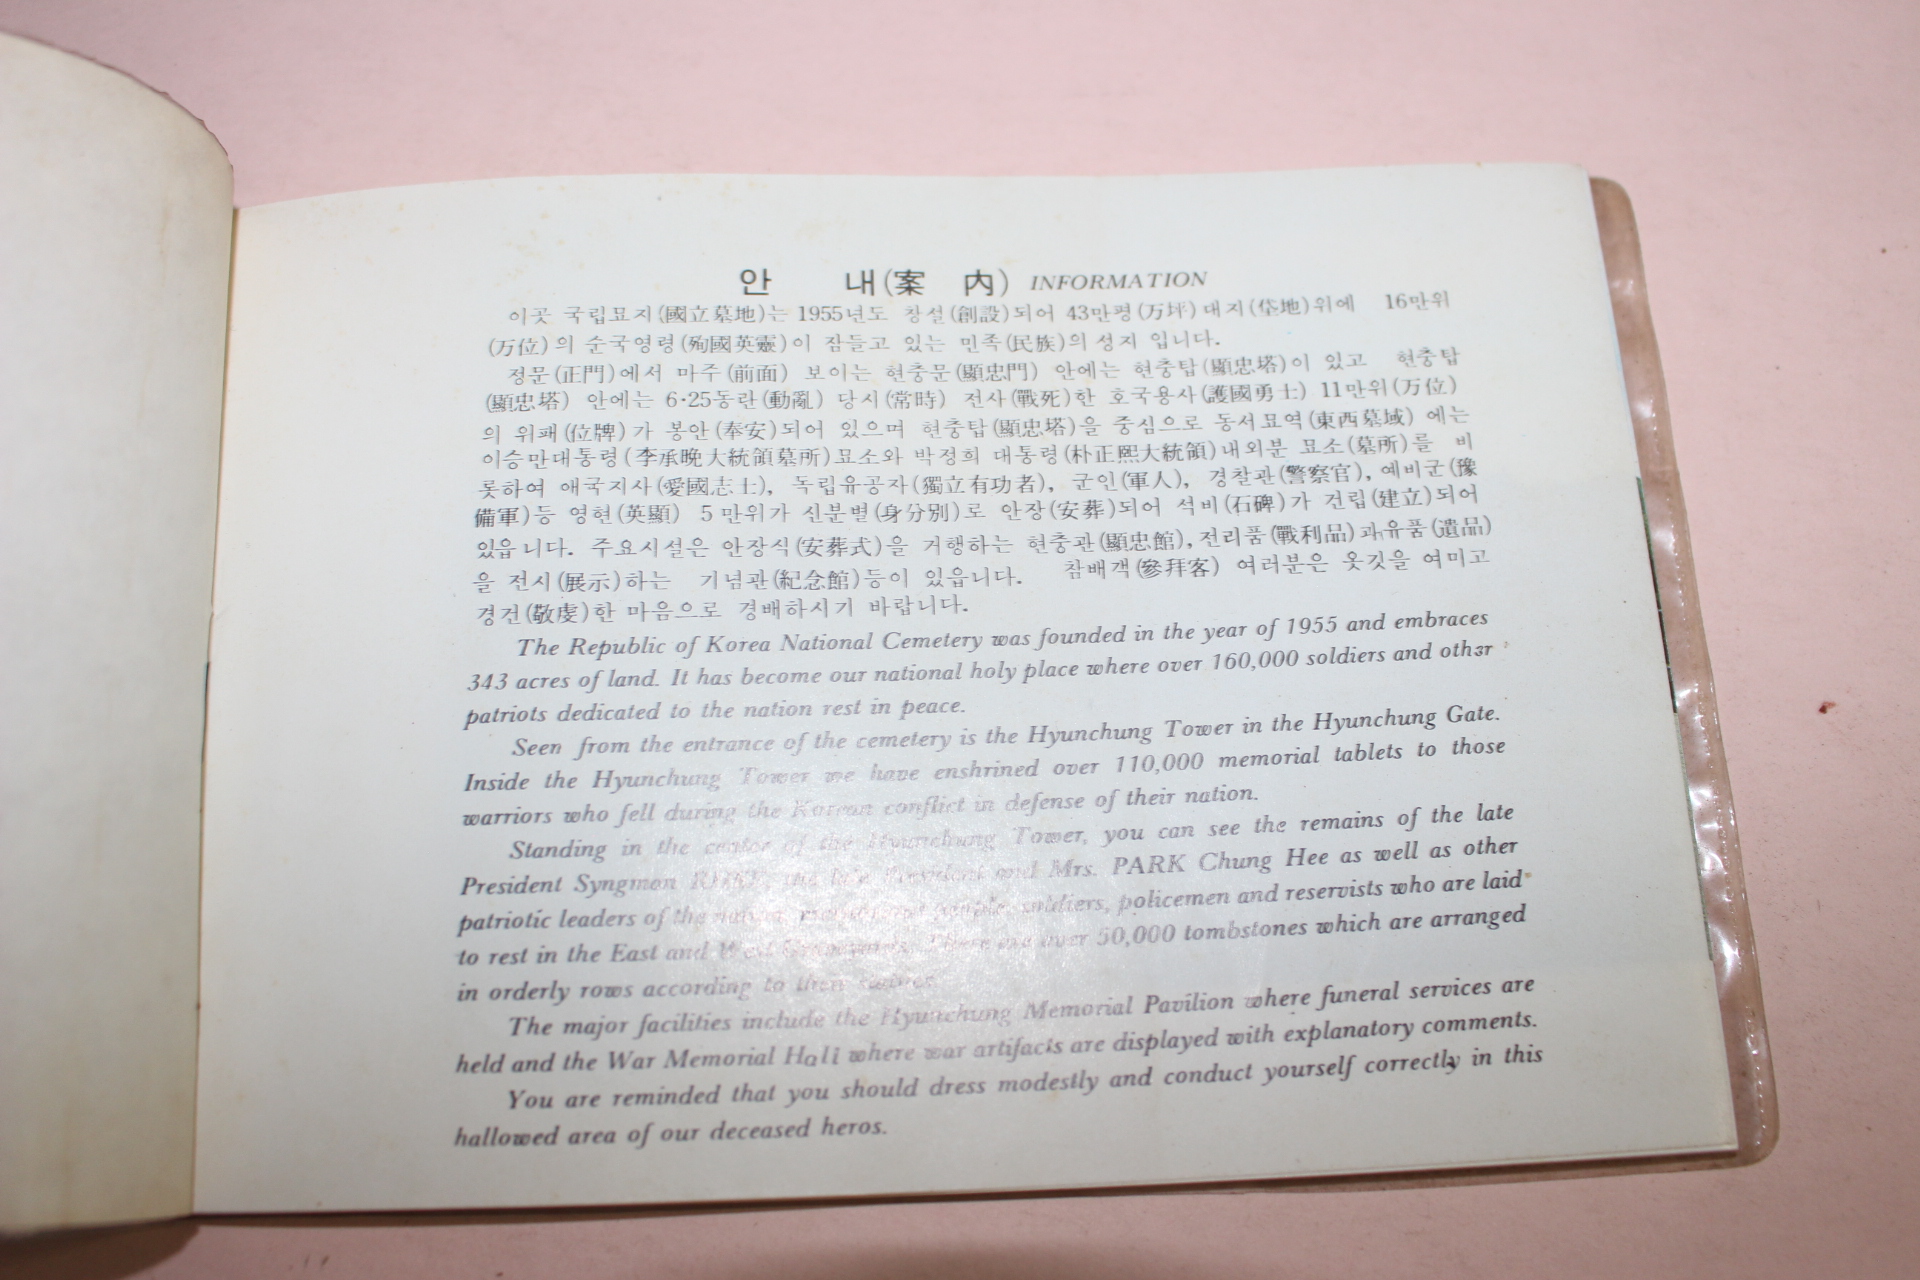 안 내(案 內) INFORMATION
이곳 국립묘지(國立墓地)는 1955년도 창설(創設)되어 43만평(万坪) 대지(垈地)위에 16만위
(万位)의 순국영령(殉國英靈)이 잠들고 있는 민족(民族)의 성지 입니다.
정문(正門)에서 마주(前面) 보이는 현충문(顯忠門) 안에는 현충탑(顯忠塔)이 있고 현충탑
(顯忠塔) 안에는 6·25동란(動亂) 당시(常時) 전사(戰死)한 호국용사(護國勇士) 11만위(万位)
의 위패(位牌)가 봉안(奉安)되어 있으며 현충탑(顯忠塔)을 중심으로 동서묘역(東西墓域) 에는
이승만대통령(李承晩大統領墓所)묘소와 박정희 대통령(朴正熙大統領)내외분 묘소(墓所)를 비
롯하여 애국지사(愛國志士), 독립유공자(獨立有功者), 군인(軍人), 경찰관(警察官), 예비군(豫
備軍)등 영현(英顯) 5만위가 신분별(身分別)로 안장(安葬)되어 석비(石碑)가 건립(建立)되어
있읍니다. 주요시설은 안장식(安葬式)을 거행하는 현충관(顯忠館),전리품(戰利品)과유품(遺品)
을 전시(展示)하는 기념관(紀念館)등이 있읍니다. 참배객(參拜客) 여러분은 옷깃을 여미고
경건(敬虔)한 마음으로 경배하시기 바랍니다.
The Republic of Korea National Cemetery was founded in the year of 1955 and embraces
343 acres of land. It has become our national holy place where over 160,000 soldiers and other
patriots dedicated to the nation rest in peace.
Seen from the entrance of the cemetery is the Hyunchung Tower in the Hyunchung Gate.
Inside the Hyunchung Tower we have enshrined over 110,000 memorial tablets to those
warriors who fell during the Korean conflict in defense of their nation.
Standing in the center of the Hyunchung Tower, you can see the remains of the late
President Syngman RHEE, the late President and Mrs. PARK Chung Hee as well as other
patriotic leaders of the nation, soldiers, policemen and reservists who are laid
to rest in the East and West There are over 50,000 tombstones which are arranged
in orderly rows according to their
The major facilities include the Hyunchung Memorial Pavilion where funeral services are
held and the War Memorial Hali where war artifacts are displayed with explanatory comments.
You are reminded that you should dress modestly and conduct yourself correctly in this
hallowed area of our deceased heros.